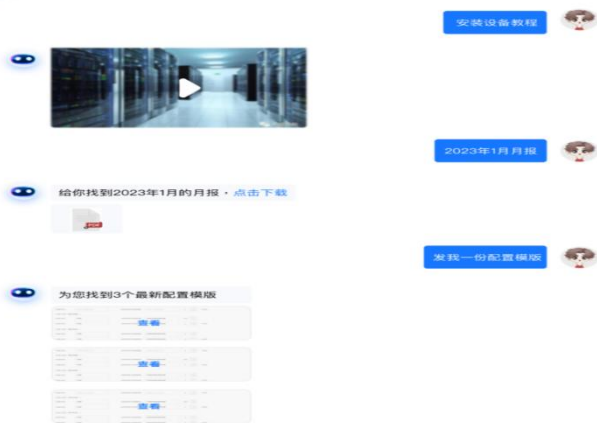 安装设备教程
2023年1月月报
给你找到2023年1月的月报·点击下载
PDF
发我一份配置模版
为您找到3个最新配置模版
查看
查看
查看